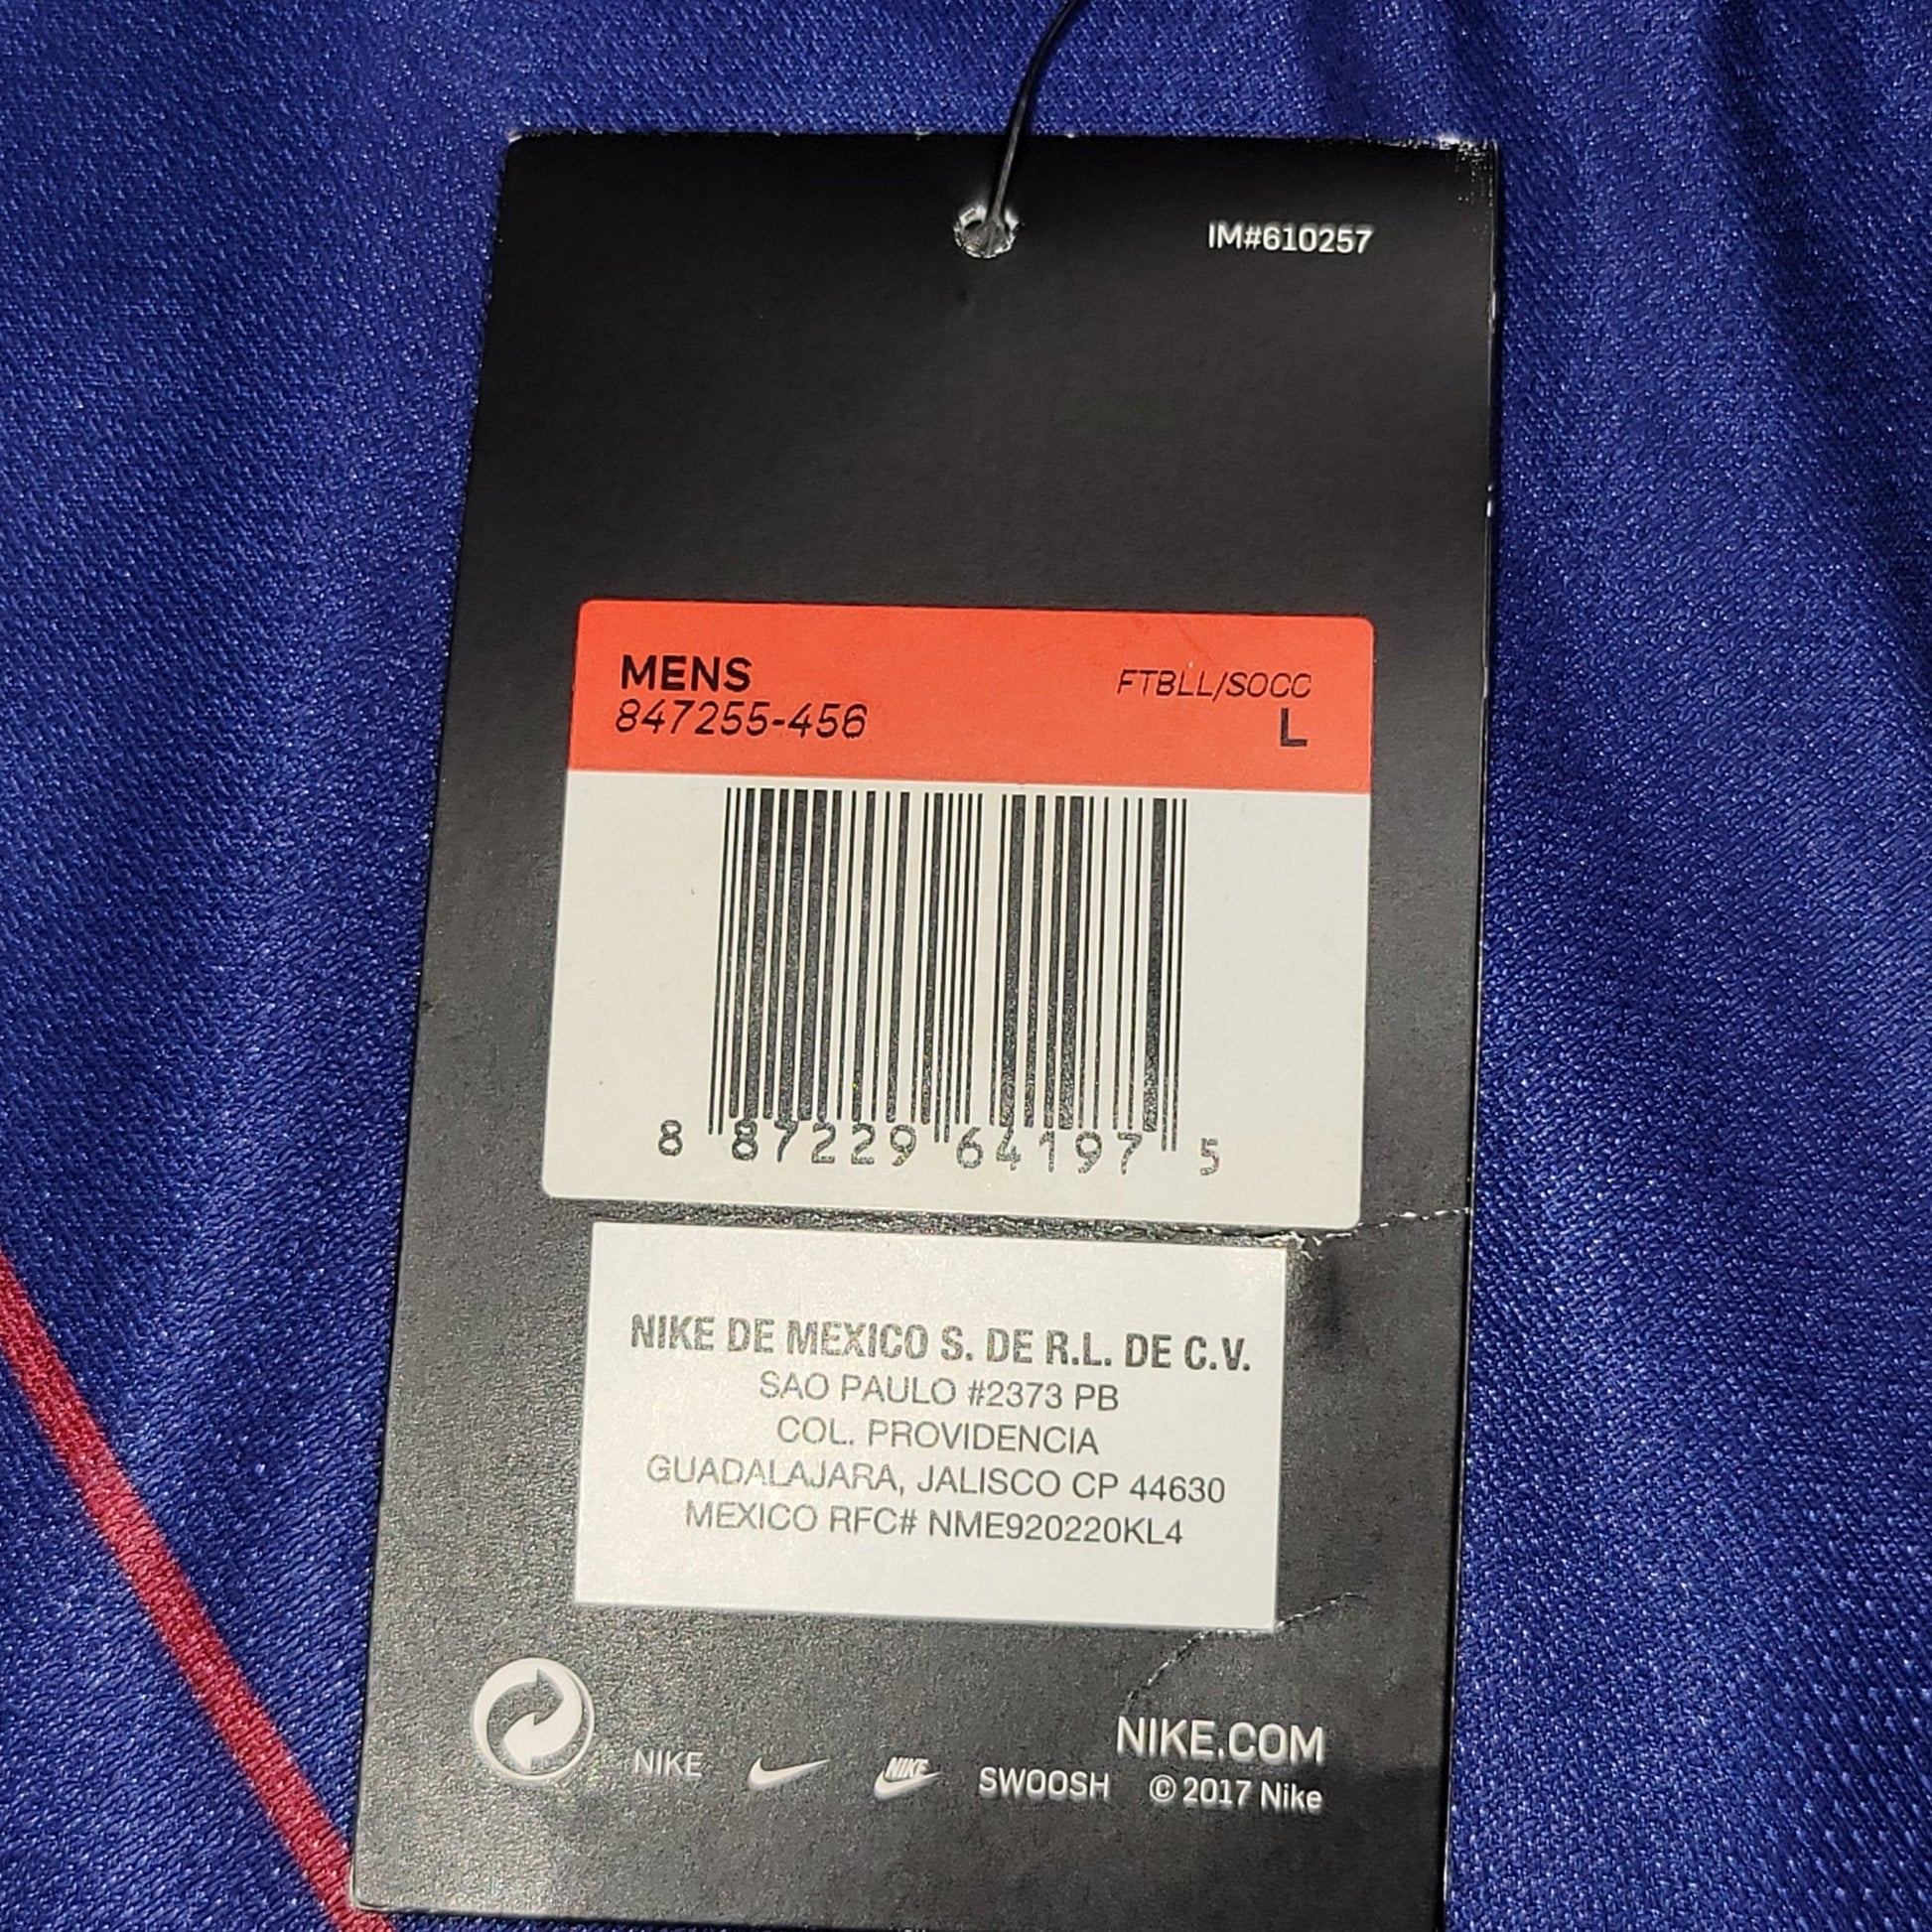 IM#610257
MENS
FTBLL/SOCC
847255-456
L
8 87229 64197 5
NIKE DE MEXICO S. DE R.L. DE C.V.
SAO PAULO #2373 PB
COL. PROVIDENCIA
GUADALAJARA, JALISCO CP 44630
MEXICO RFC# NME920220KL4
NIKE.COM
NIKE NIKE SWOOSH © 2017 Nike